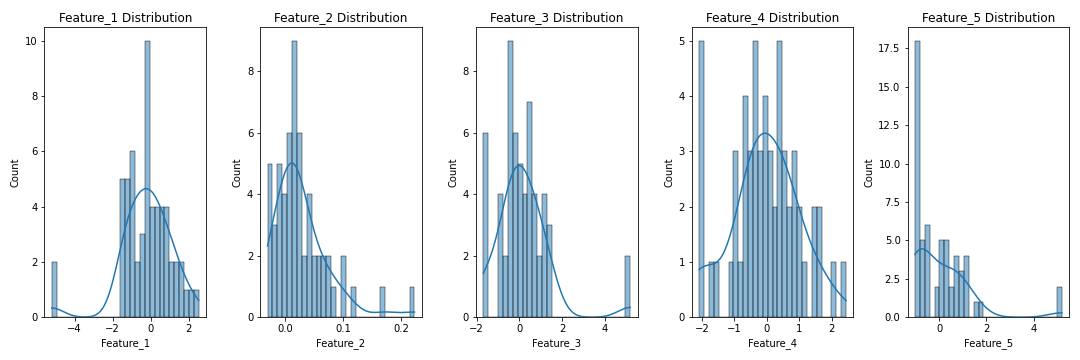 Feature_1 Distribution
Count
10
8
6
4
2
0
−4 −2 0 2
Feature_1
Feature_2 Distribution
Count
8
6
4
2
0
0.0 0.1 0.2
Feature_2
Feature_3 Distribution
Count
8
6
4
2
0
−2 0 2 4
Feature_3
Feature_4 Distribution
Count
5
4
3
2
1
0
−2 −1 0 1 2
Feature_4
Feature_5 Distribution
Count
17.5
15.0
12.5
10.0
7.5
5.0
2.5
0.0
0 2 4
Feature_5